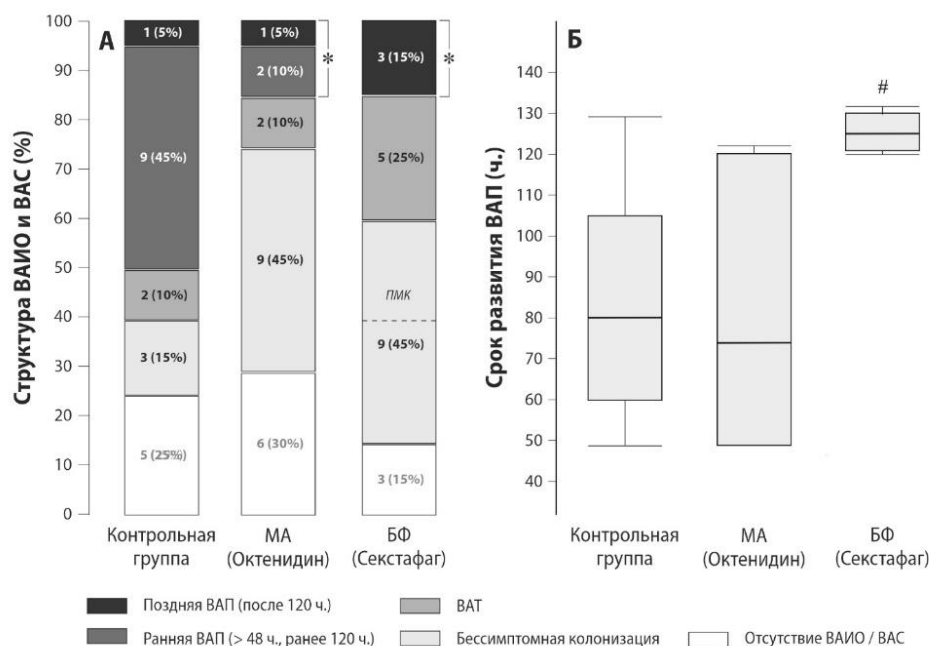 А
Структура ВАИО и ВАС (%)
100
90
80
70
60
50
40
30
20
10
0
1 (5%)
9 (45%)
2 (10%)
3 (15%)
5 (25%)
1 (5%)
2 (10%)
2 (10%)
9 (45%)
6 (30%)
*
3 (15%)
5 (25%)
ПМК
9 (45%)
3 (15%)
*
Контрольная
группа
МА
(Октенидин)
БФ
(Секстафаг)
Б
Срок развития ВАП (ч.)
140
130
120
110
100
90
80
70
60
50
40
#
Контрольная
группа
МА
(Октенидин)
БФ
(Секстафаг)
Поздняя ВАП (после 120 ч.)
ВАТ
Ранняя ВАП (> 48 ч., ранее 120 ч.)
Бессимптомная колонизация
Отсутствие ВАИО / ВАС